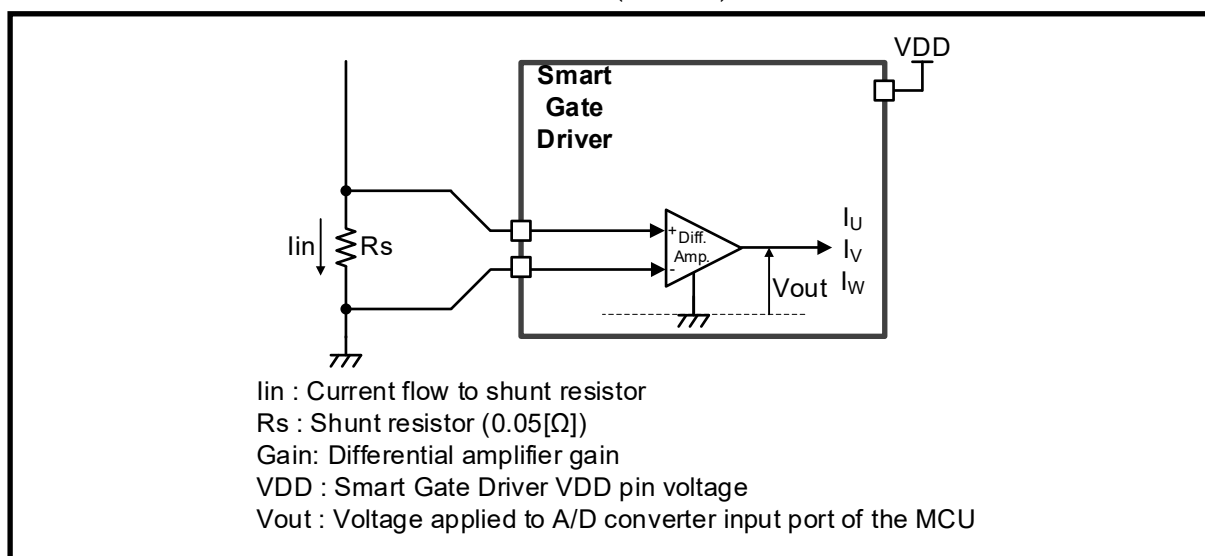 VDD
Smart
Gate
Driver
Iin
Rs
+
Diff.
Amp.
-
Vout
IU
IV
IW
Iin : Current flow to shunt resistor
Rs : Shunt resistor (0.05[Ω])
Gain: Differential amplifier gain
VDD : Smart Gate Driver VDD pin voltage
Vout : Voltage applied to A/D converter input port of the MCU